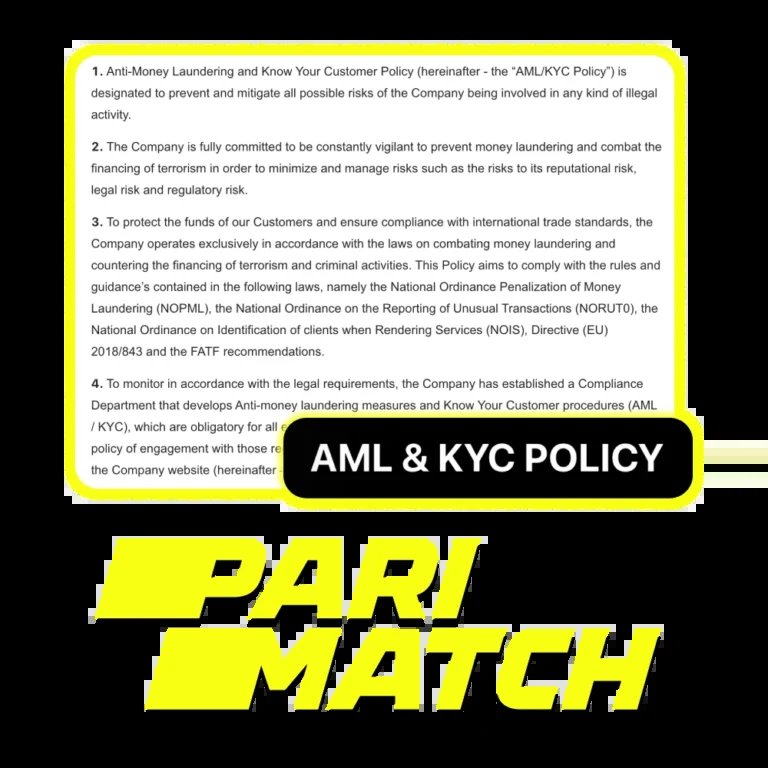 1. Anti-Money Laundering and Know Your Customer Policy (hereinafter - the “AML/KYC Policy”) is
designated to prevent and mitigate all possible risks of the Company being involved in any kind of illegal
activity.
2. The Company is fully committed to be constantly vigilant to prevent money laundering and combat the
financing of terrorism in order to minimize and manage risks such as the risks to its reputational risk,
legal risk and regulatory risk.
3. To protect the funds of our Customers and ensure compliance with international trade standards, the
Company operates exclusively in accordance with the laws on combating money laundering and
countering the financing of terrorism and criminal activities. This Policy aims to comply with the rules and
guidance’s contained in the following laws, namely the National Ordinance Penalization of Money
Laundering (NOPML), the National Ordinance on the Reporting of Unusual Transactions (NORUT0), the
National Ordinance on Identification of clients when Rendering Services (NOIS), Directive (EU)
2018/843 and the FATF recommendations.
4. To monitor in accordance with the legal requirements, the Company has established a Compliance
Department that develops Anti-money laundering measures and Know Your Customer procedures (AML
/ KYC), which are obligatory for all
policy of engagement with those
the Company website (hereinafter -
AML & KYC POLICY
PARI
MATCH